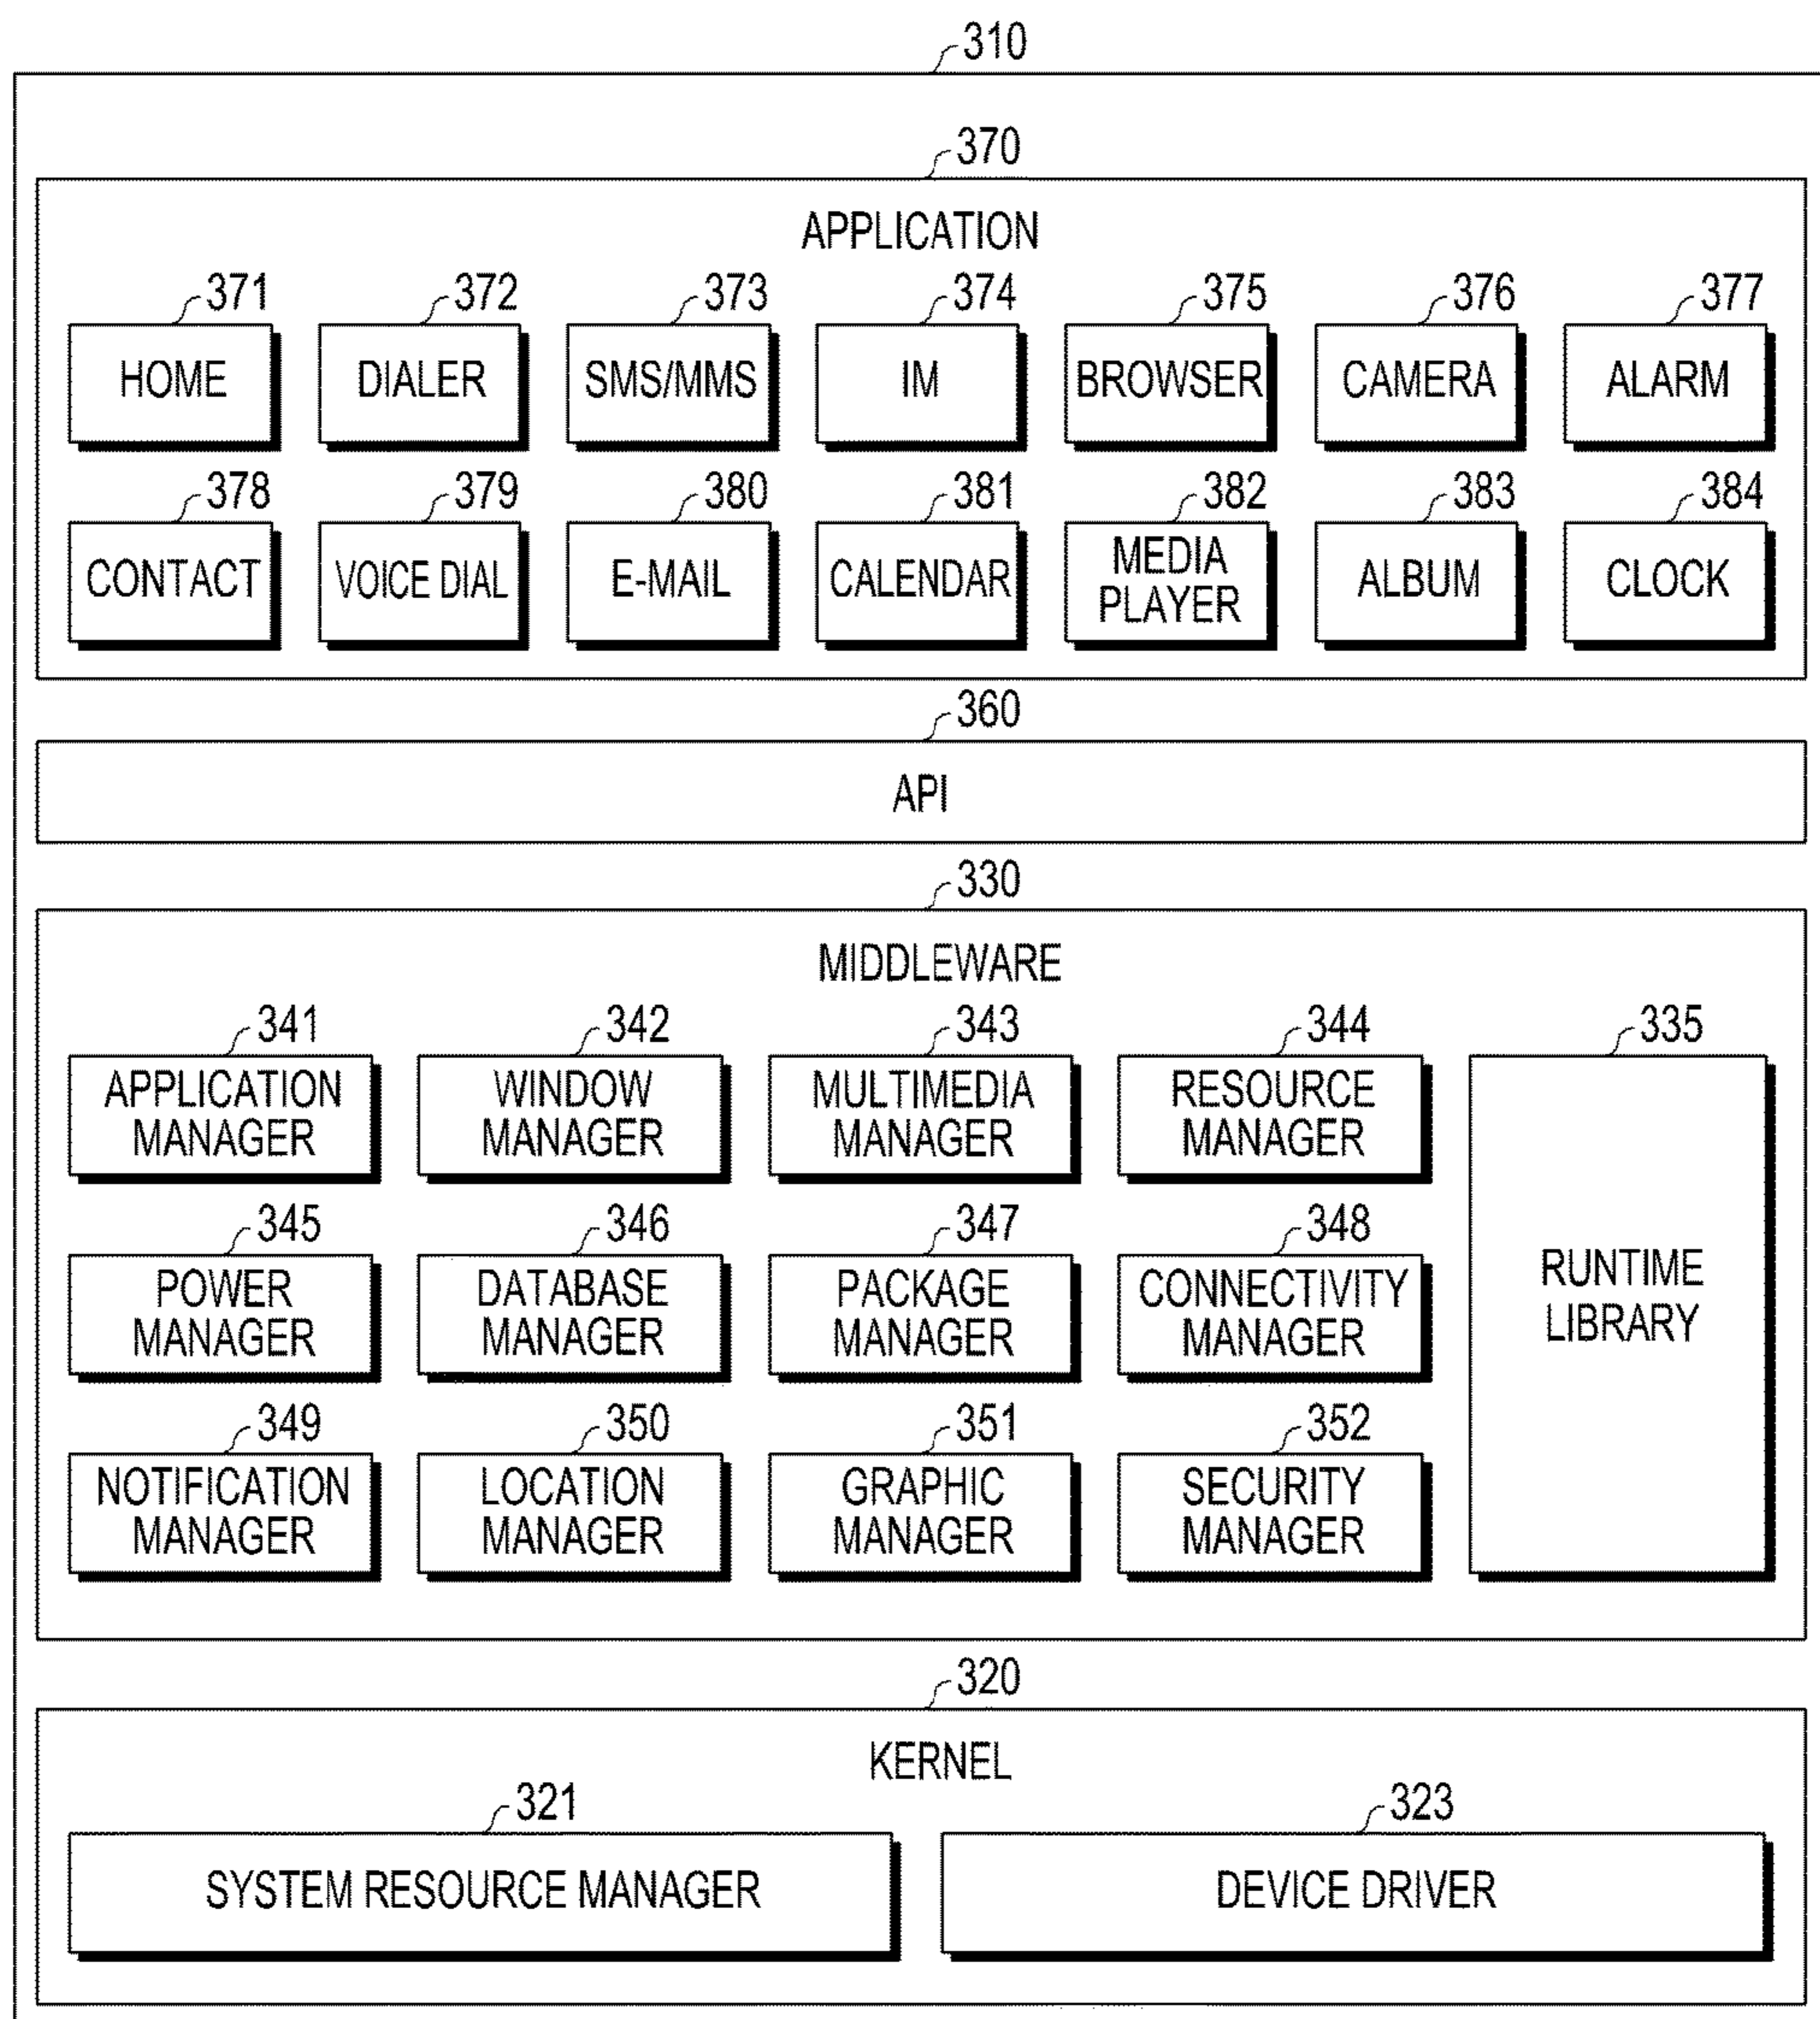 310
370
APPLICATION
371 372 373 374 375 376 377
HOME DIALER SMS/MMS IM BROWSER CAMERA ALARM
378 379 380 381 382 383 384
CONTACT VOICE DIAL E-MAIL CALENDAR MEDIA PLAYER ALBUM CLOCK
360
API
330
MIDDLEWARE
341 342 343 344 335
APPLICATION MANAGER WINDOW MANAGER MULTIMEDIA MANAGER RESOURCE MANAGER
345 346 347 348
POWER MANAGER DATABASE MANAGER PACKAGE MANAGER CONNECTIVITY MANAGER RUNTIME LIBRARY
349 350 351 352
NOTIFICATION MANAGER LOCATION MANAGER GRAPHIC MANAGER SECURITY MANAGER
320
KERNEL
321 323
SYSTEM RESOURCE MANAGER DEVICE DRIVER